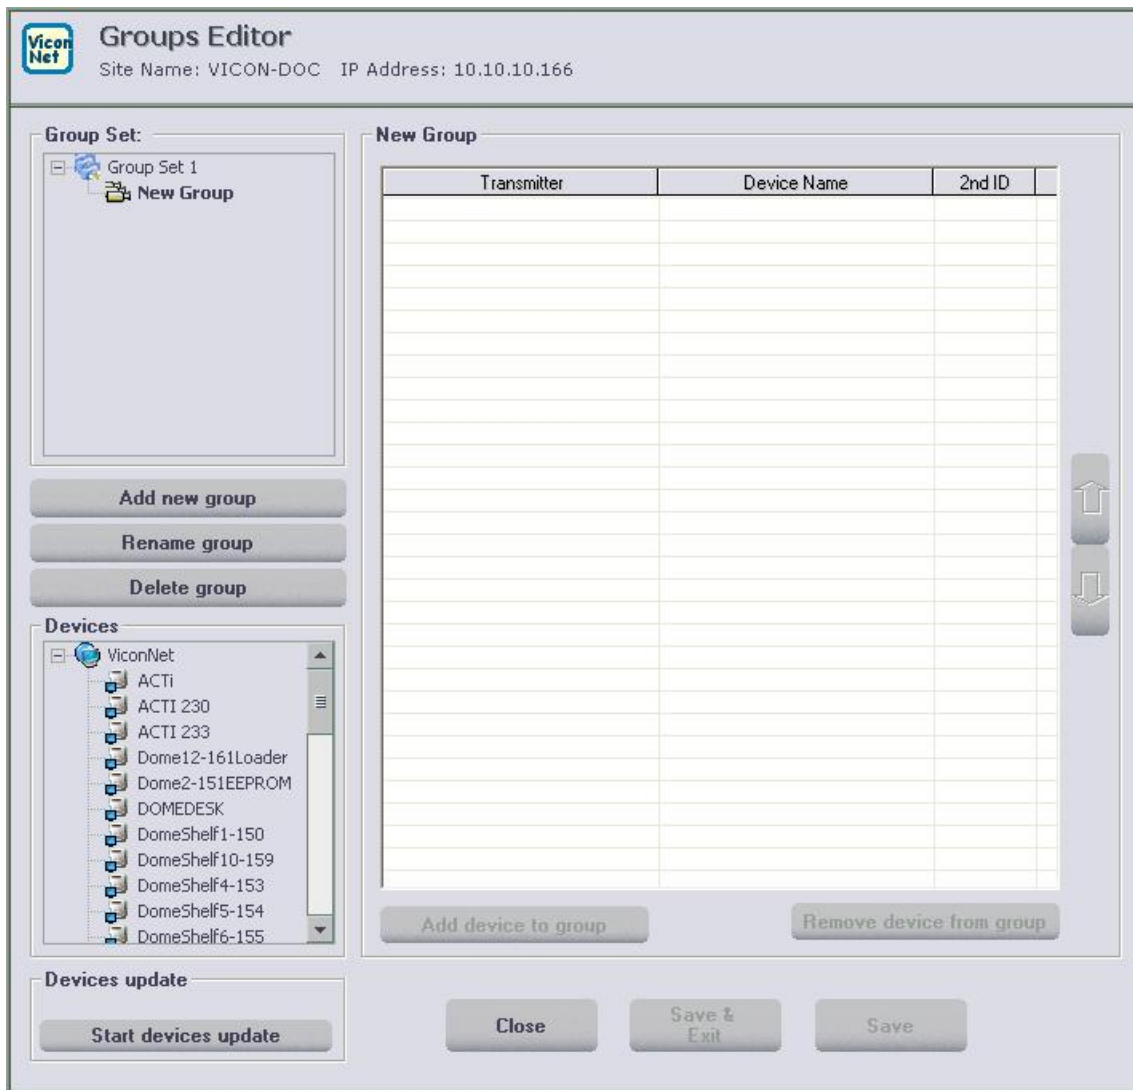 Vicon
Net
Groups Editor
Site Name: VICON-DOC IP Address: 10.10.10.166
Group Set:
Group Set 1
New Group
Add new group
Rename group
Delete group
Devices
ViconNet
ACTi
ACTI 230
ACTI 233
Dome12-161Loader
Dome2-151EEPROM
DOMEDESK
DomeShelf1-150
DomeShelf10-159
DomeShelf4-153
DomeShelf5-154
DomeShelf6-155
Devices update
Start devices update
New Group
Transmitter Device Name 2nd ID
Add device to group Remove device from group
Close Save &
Exit Save